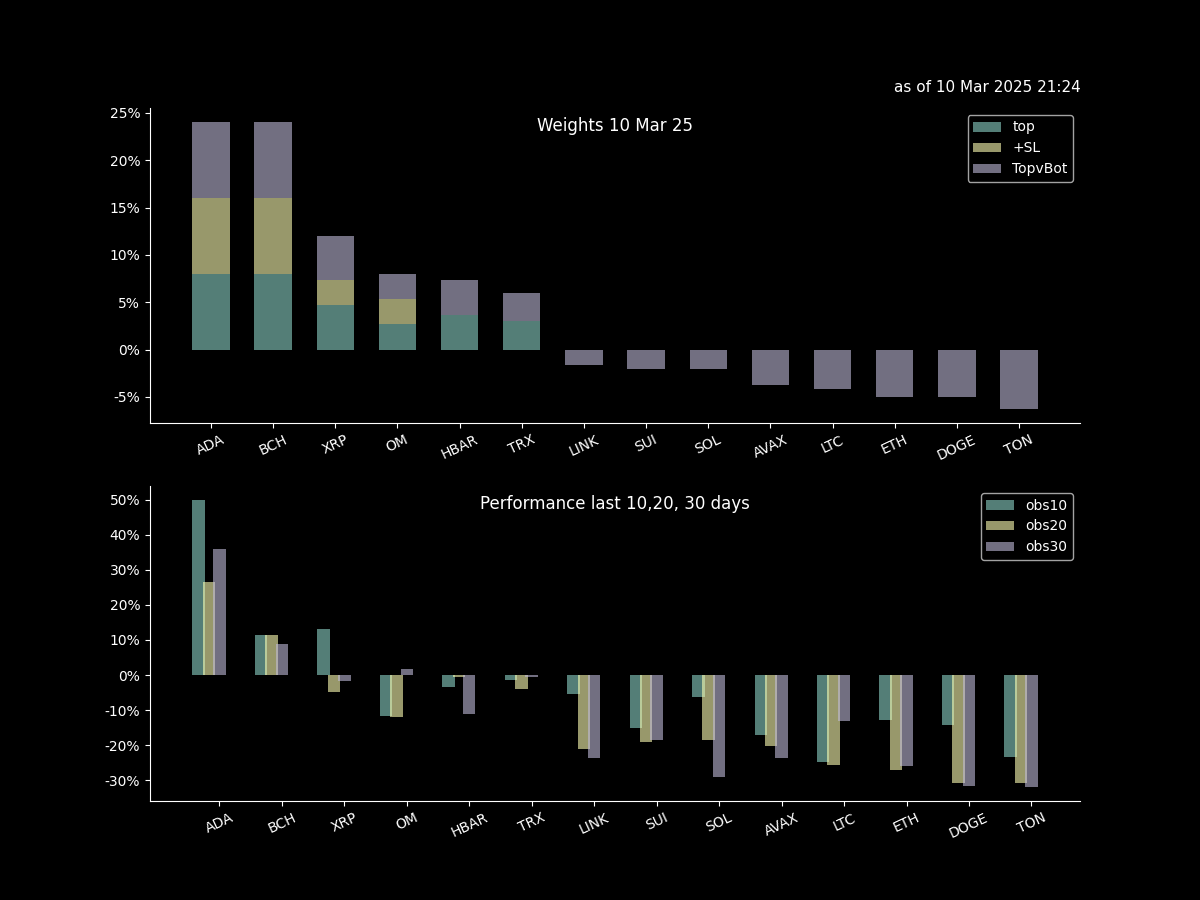 as of 10 Mar 2025 21:24
Weights 10 Mar 25
top
+SL
TopvBot
25%
20%
15%
10%
5%
0%
-5%
ADA BCH XRP OM HBAR TRX LINK SUI SOL AVAX LTC ETH DOGE TON
Performance last 10,20, 30 days
obs10
obs20
obs30
50%
40%
30%
20%
10%
0%
-10%
-20%
-30%
ADA BCH XRP OM HBAR TRX LINK SUI SOL AVAX LTC ETH DOGE TON